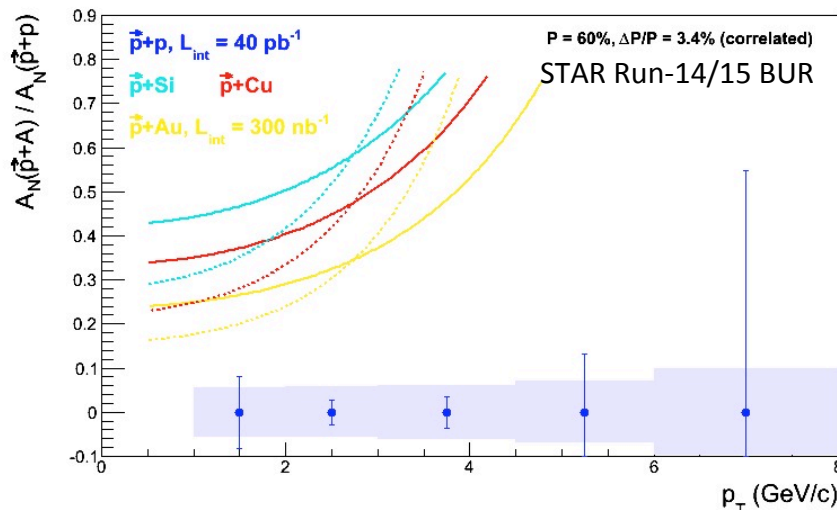 A_N(p⃗+A) / A_N(p⃗+p)
0.9
0.8
0.7
0.6
0.5
0.4
0.3
0.2
0.1
0
-0.1
p⃗+p, L_int = 40 pb⁻¹
p⃗+Si p⃗+Cu
p⃗+Au, L_int = 300 nb⁻¹
P = 60%, ΔP/P = 3.4% (correlated)
STAR Run-14/15 BUR
0 2 4 6 8
p_T (GeV/c)